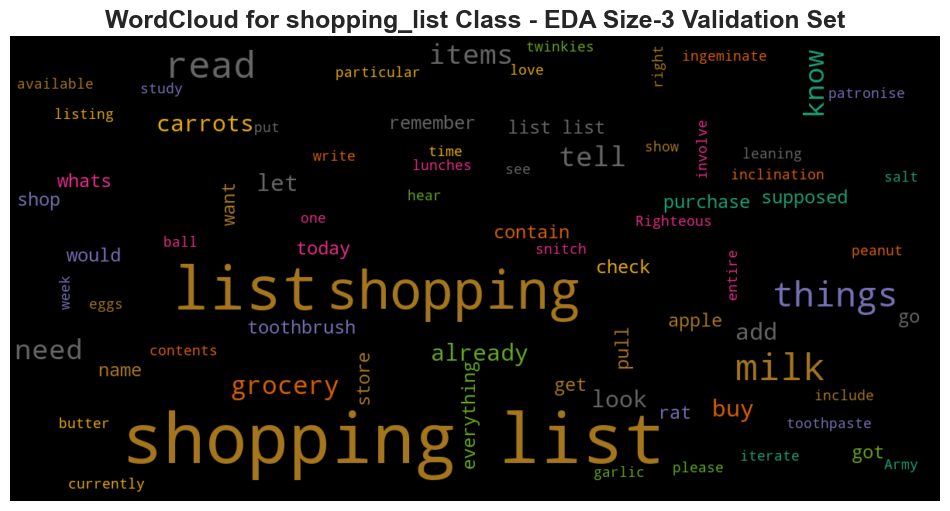 WordCloud for shopping_list Class - EDA Size-3 Validation Set
read
items
twinkies
particular
love
right
ingeminate
know
available
study
patronise
listing
carrots
put
remember
list list
write
time
lunches
see
tell
show
involve
leaning
inclination
salt
whats
let
hear
want
shop
purchase
supposed
one
Righteous
contain
snitch
today
ball
would
check
entire
peanut
week
list
shopping
things
eggs
toothbrush
apple
add
go
need
contents
already
pull
milk
name
grocery
store
everything
get
look
include
rat
buy
butter
shopping list
toothpaste
iterate
got
Army
garlic
please
currently